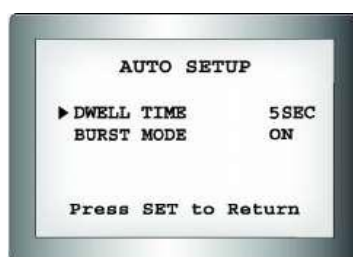 AUTO SETUP
▶ DWELL TIME 5SEC
BURST MODE ON
Press SET to Return